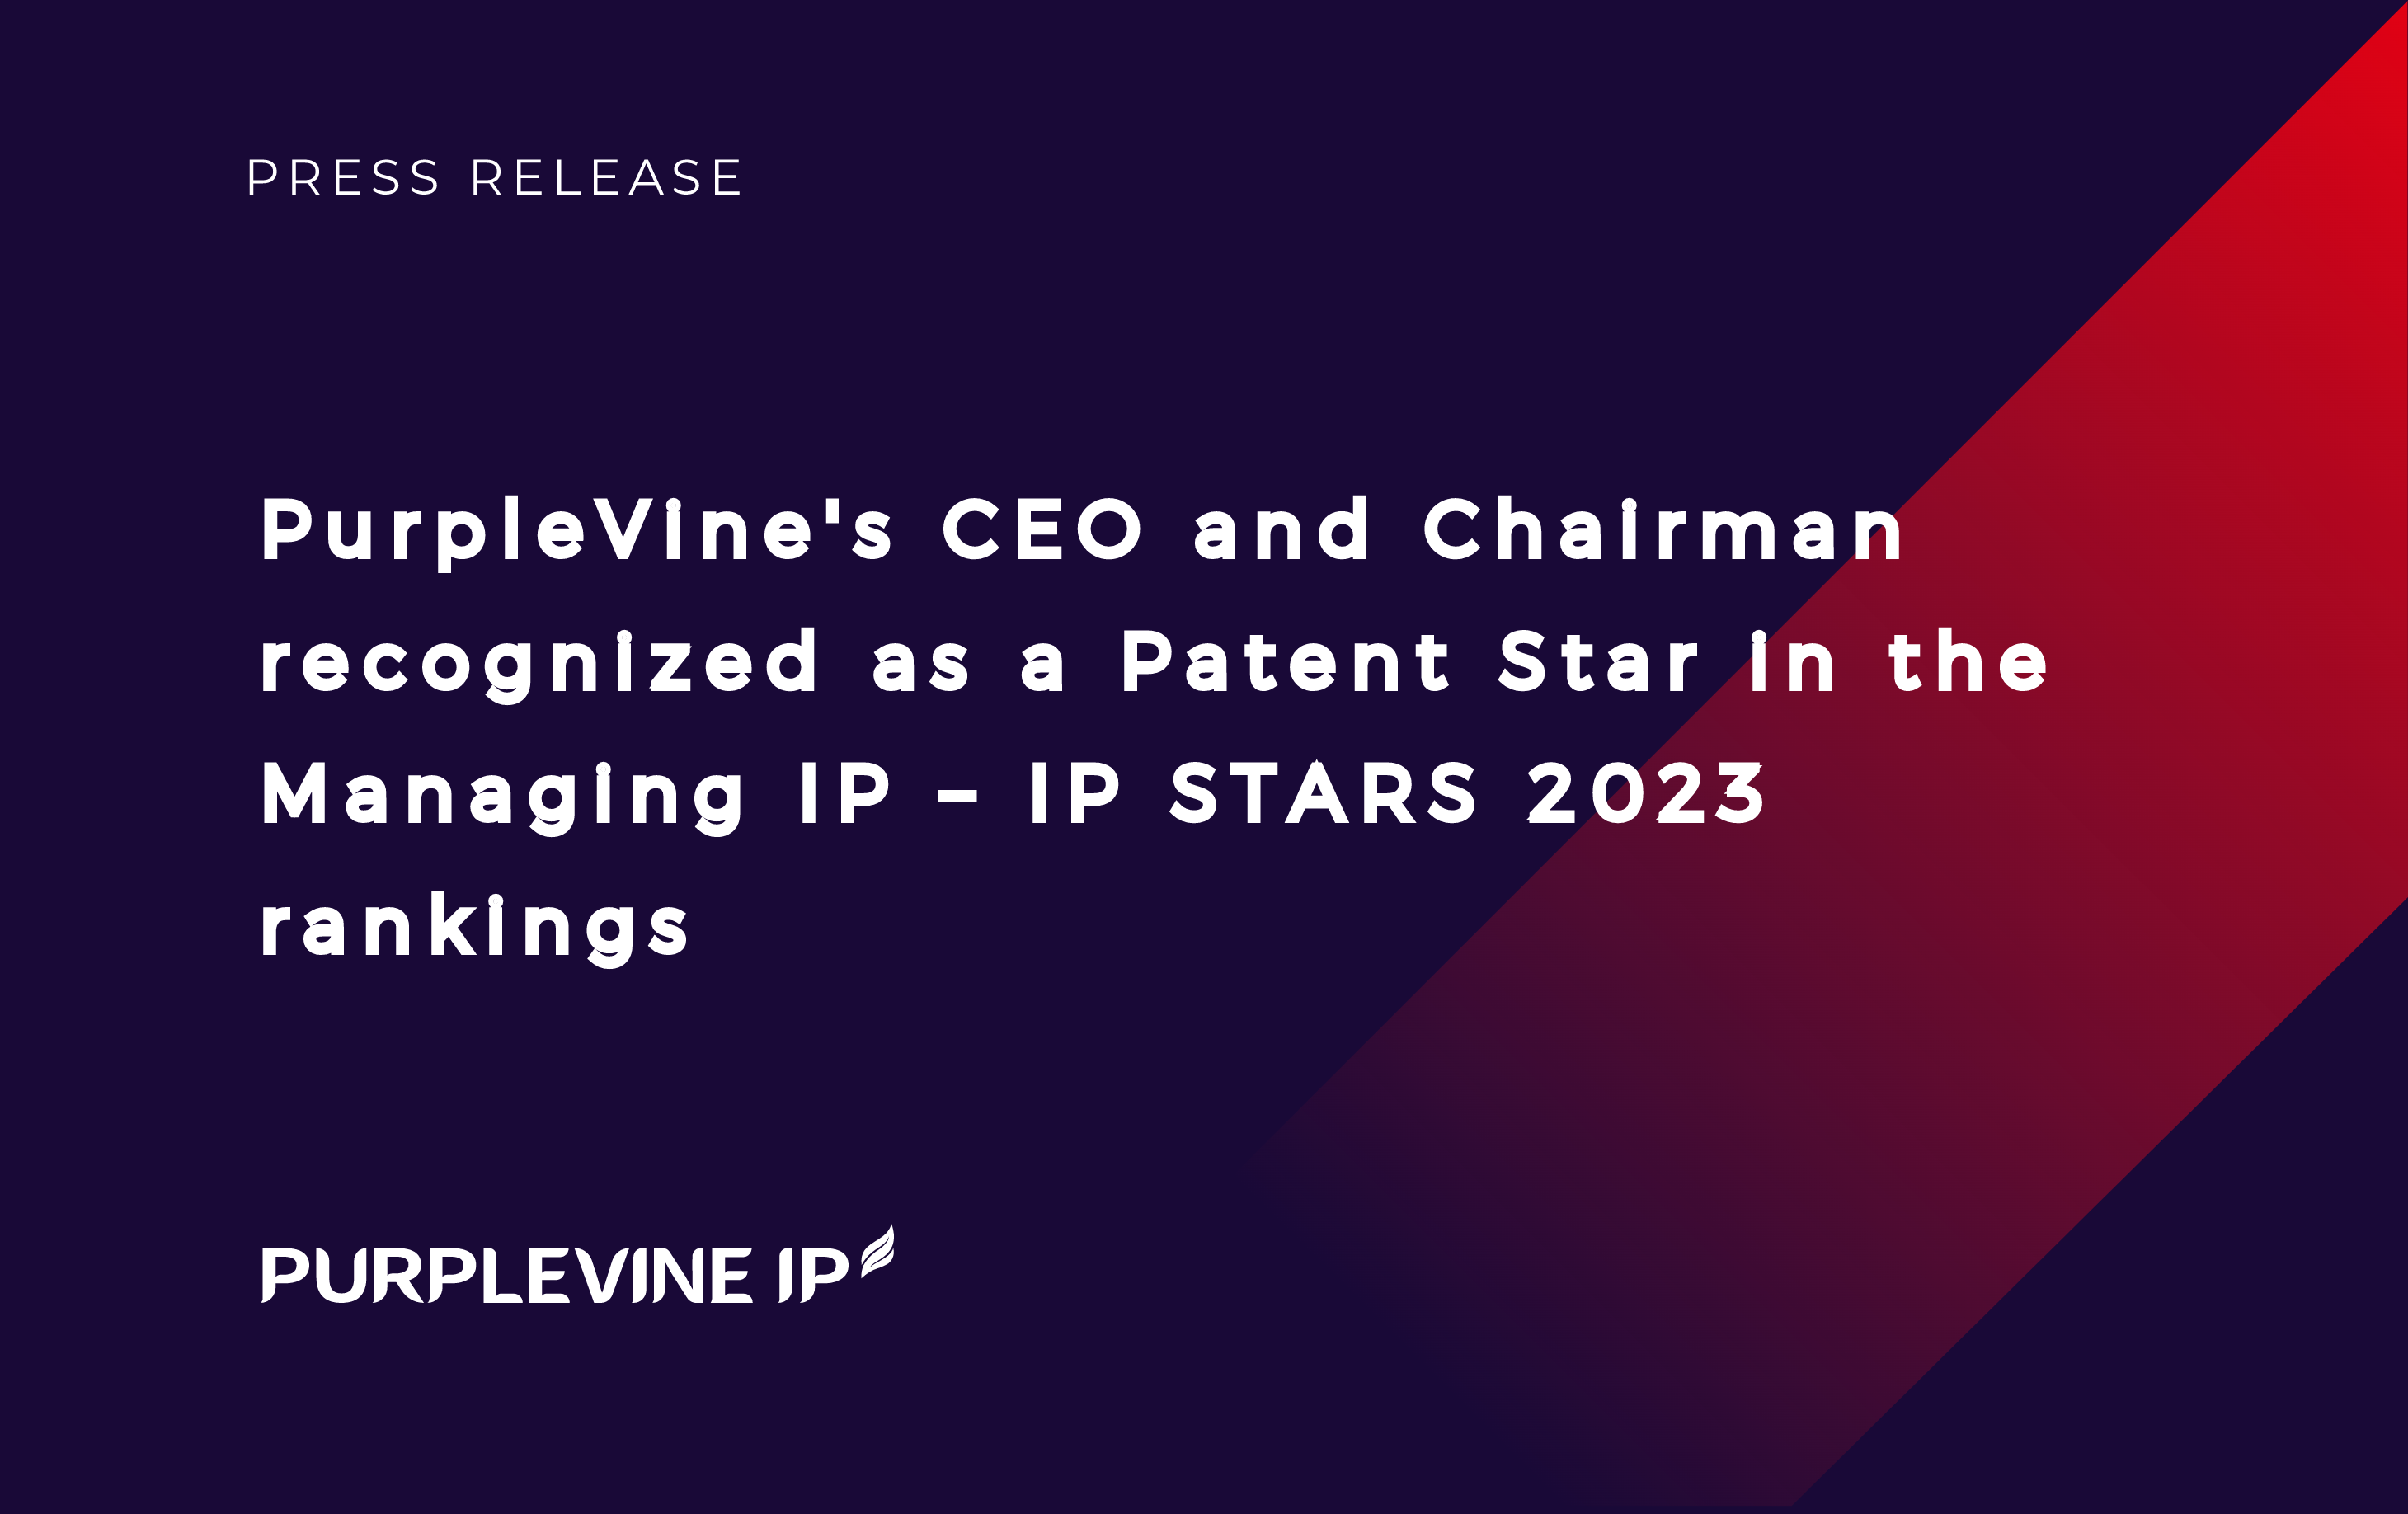 PRESS RELEASE
PurpleVine's CEO and Chairman
recognized as a Patent Star in the
Managing IP – IP STARS 2023
rankings
PURPLEVINE IP